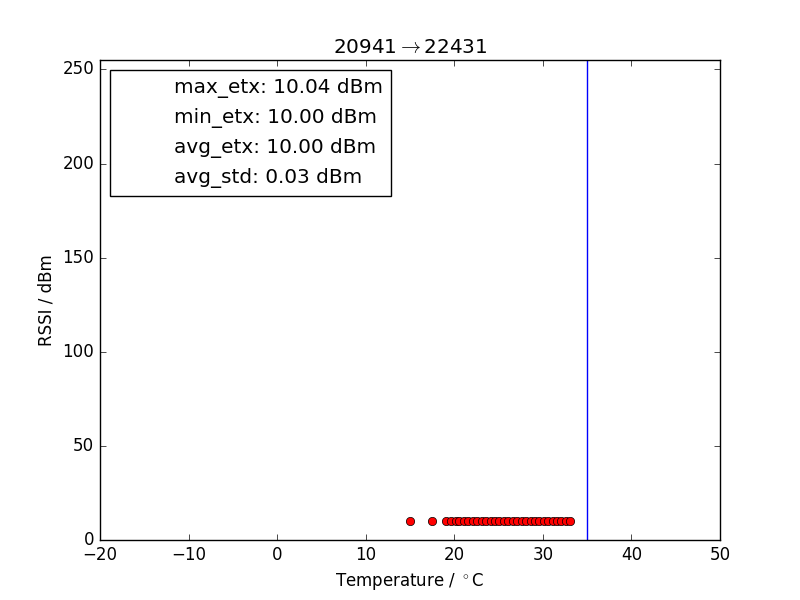 20941→22431
max_etx: 10.04 dBm
min_etx: 10.00 dBm
avg_etx: 10.00 dBm
avg_std: 0.03 dBm
250
200
150
100
50
0
RSSI / dBm
−20 −10 0 10 20 30 40 50
Temperature / °C